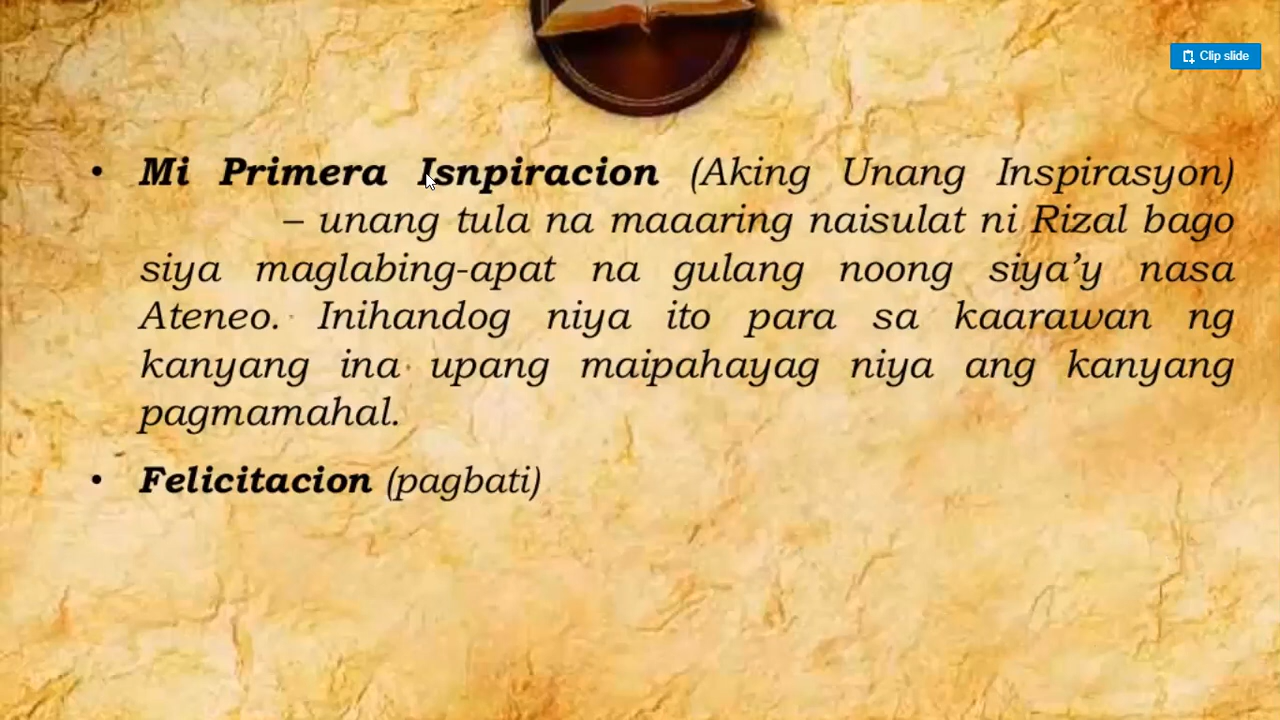 Clip slide
• Mi Primera Isnpiracion (Aking Unang Inspirasyon)
– unang tula na maaaring naisulat ni Rizal bago
siya maglabing-apat na gulang noong siya’y nasa
Ateneo. Inihandog niya ito para sa kaarawan ng
kanyang ina upang maipahayag niya ang kanyang
pagmamahal.
• Felicitacion (pagbati)